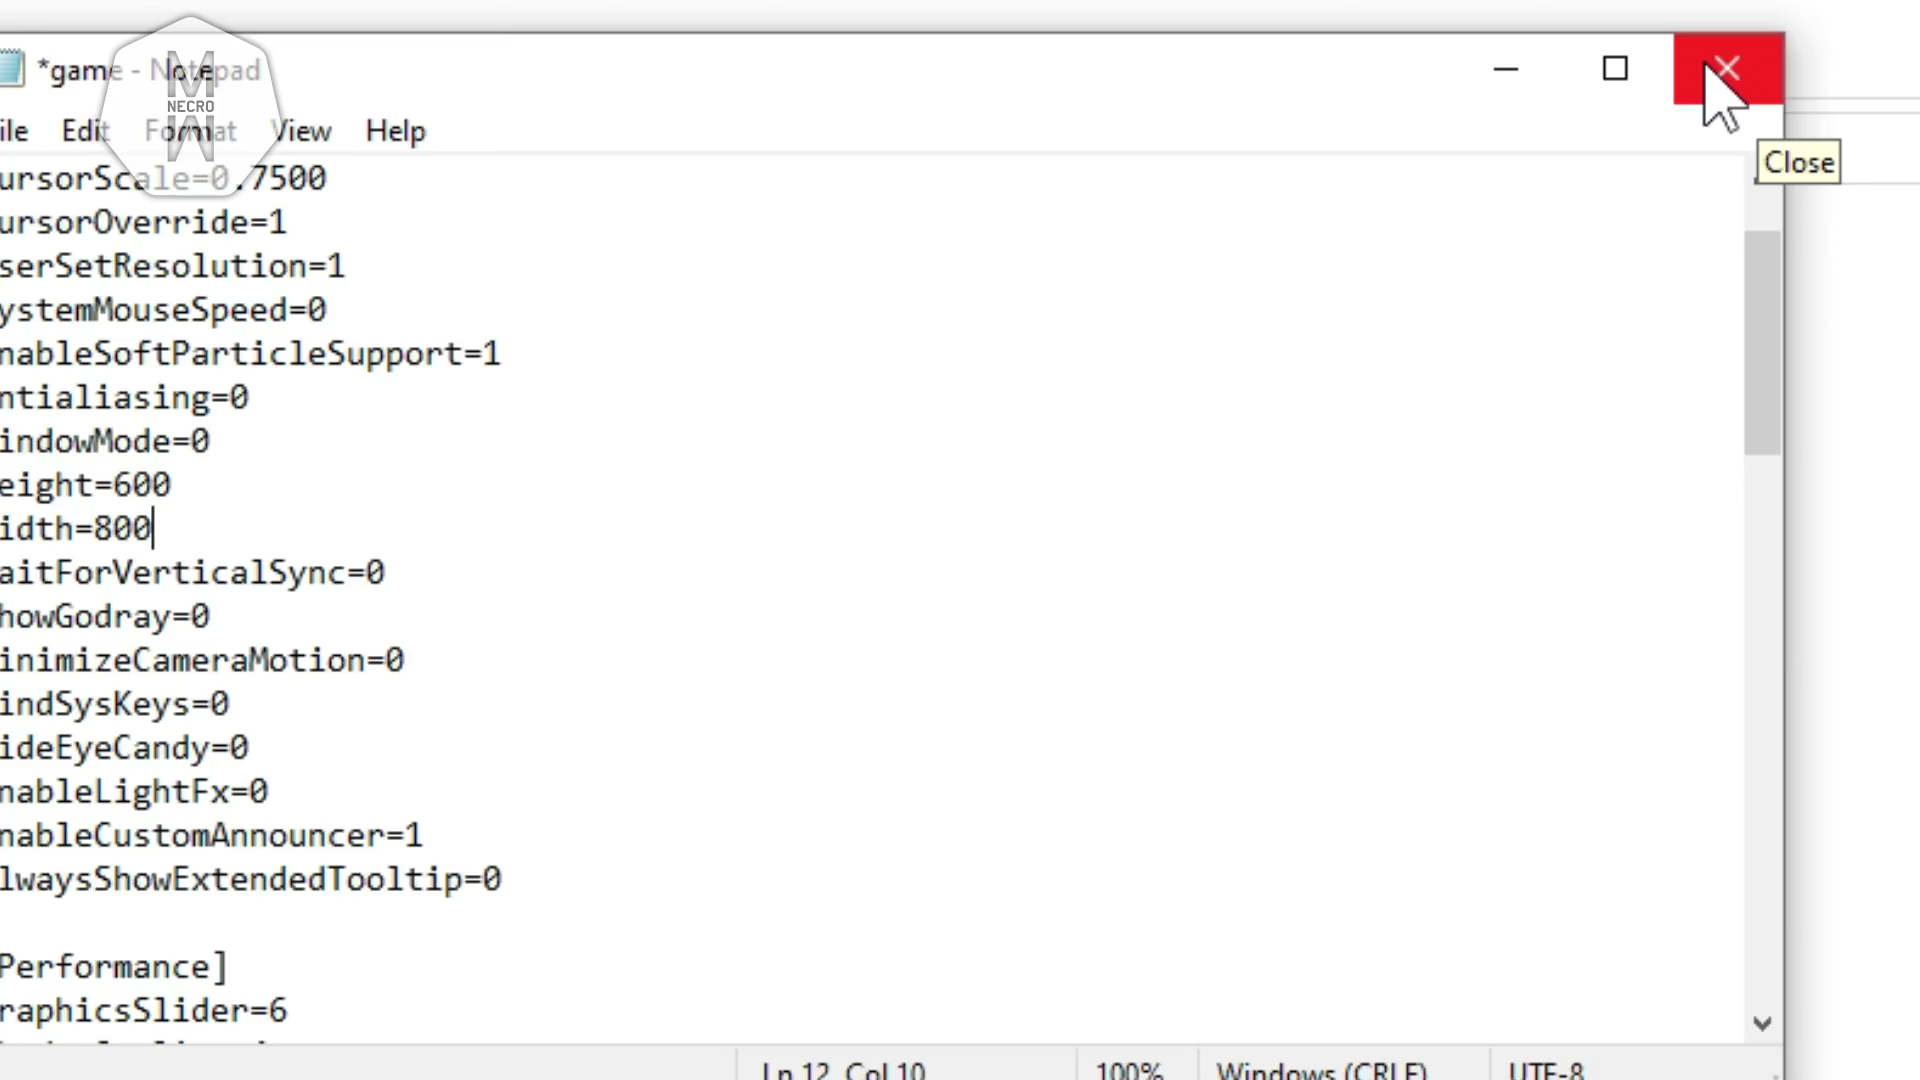 *game - Notepad
M
NECRO
M
ile Edit Format View Help
ursorScale=0.7500
ursorOverride=1
serSetResolution=1
ystemMouseSpeed=0
nableSoftParticleSupport=1
ntialiasing=0
indowMode=0
eight=600
idth=800
aitForVerticalSync=0
howGodray=0
inimizeCameraMotion=0
indSysKeys=0
ideEyeCandy=0
nableLightFx=0
nableCustomAnnouncer=1
lwaysShowExtendedTooltip=0
Performance]
raphicsSlider=6
Close
Ln 12, Col 10 100% Windows (CRLF) UTF-8